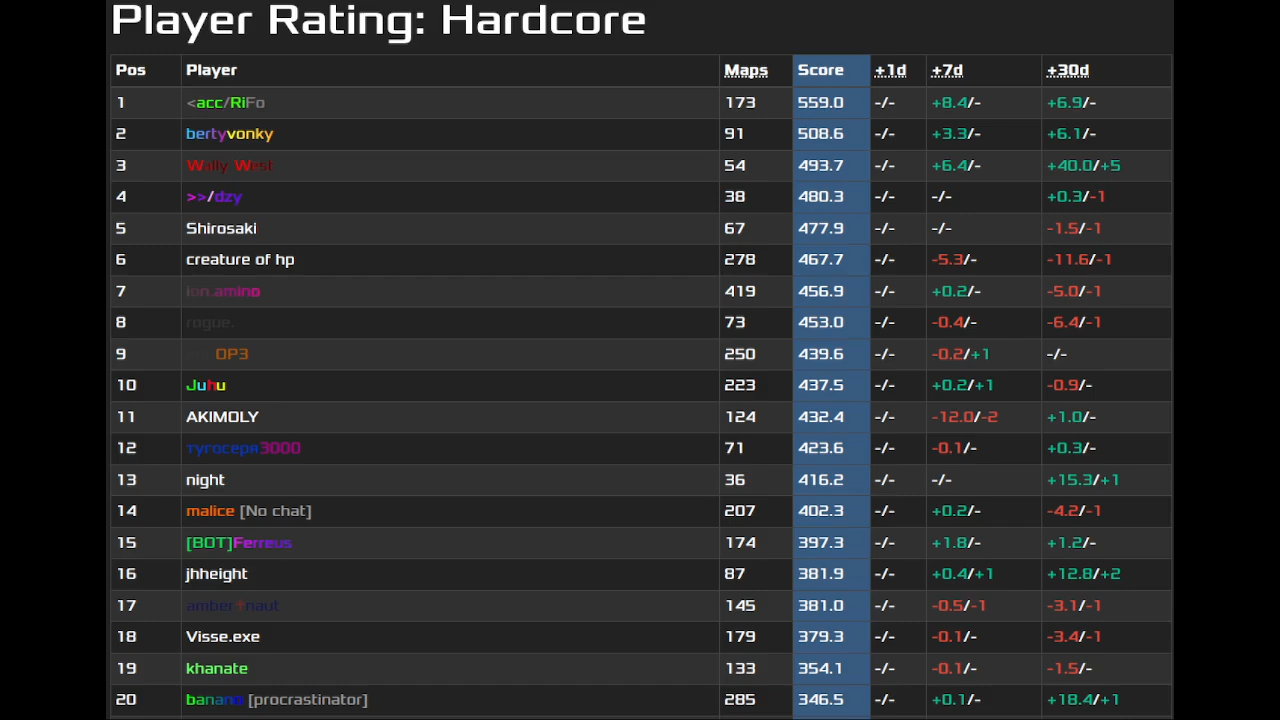 Player Rating: Hardcore
Pos Player Maps Score +1d +7d +30d
1 <acc/RiFo 173 559.0 -/- +8.4/- +6.9/-
2 bertyvonky 91 508.6 -/- +3.3/- +6.1/-
3 Wally West 54 493.7 -/- +6.4/- +40.0/+5
4 >>/dzy 38 480.3 -/- -/- +0.3/-1
5 Shirosaki 67 477.9 -/- -/- -1.5/-1
6 creature of hp 278 467.7 -/- -5.3/- -11.6/-1
7 ion.amino 419 456.9 -/- +0.2/- -5.0/-1
8 rogue. 73 453.0 -/- -0.4/- -6.4/-1
9 OP3 250 439.6 -/- -0.2/+1 -/-
10 Juhu 223 437.5 -/- +0.2/+1 -0.9/-
11 AKIMOLY 124 432.4 -/- -12.0/-2 +1.0/-
12 тугосеря3000 71 423.6 -/- -0.1/- +0.3/-
13 night 36 416.2 -/- -/- +15.3/+1
14 malice [No chat] 207 402.3 -/- +0.2/- -4.2/-1
15 [BOT]Ferreus 174 397.3 -/- +1.8/- +1.2/-
16 jhheight 87 381.9 -/- +0.4/+1 +12.8/+2
17 amber✝naut 145 381.0 -/- -0.5/-1 -3.1/-1
18 Visse.exe 179 379.3 -/- -0.1/- -3.4/-1
19 khanate 133 354.1 -/- -0.1/- -1.5/-
20 banano [procrastinator] 285 346.5 -/- +0.1/- +18.4/+1